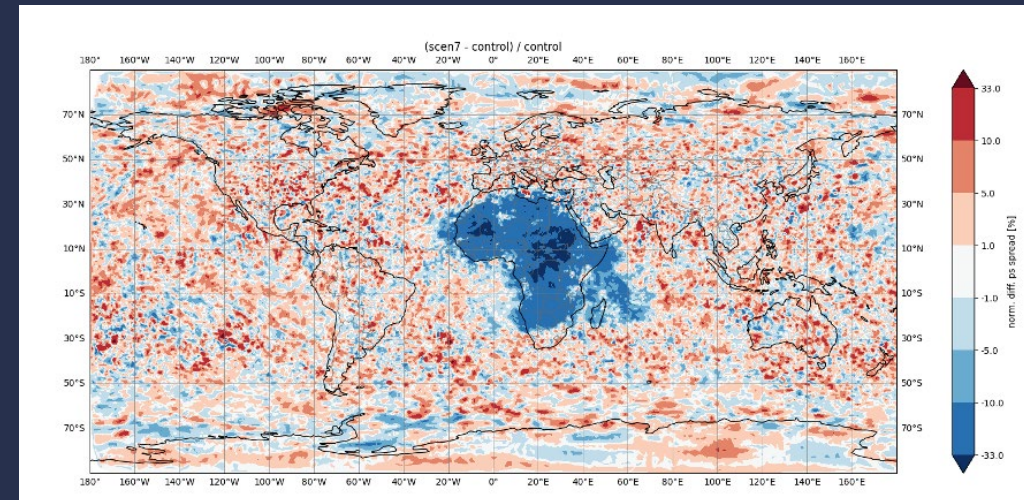 (scen7 - control) / control
180° 160°W 140°W 120°W 100°W 80°W 60°W 40°W 20°W 0° 20°E 40°E 60°E 80°E 100°E 120°E 140°E 160°E
70°N 70°N
50°N 50°N
30°N 30°N
10°N 10°N
10°S 10°S
30°S 30°S
50°S 50°S
70°S 70°S
180° 160°W 140°W 120°W 100°W 80°W 60°W 40°W 20°W 0° 20°E 40°E 60°E 80°E 100°E 120°E 140°E 160°E
33.0
10.0
5.0
1.0
-1.0
-5.0
-10.0
-33.0
norm. diff. ps spread [%]